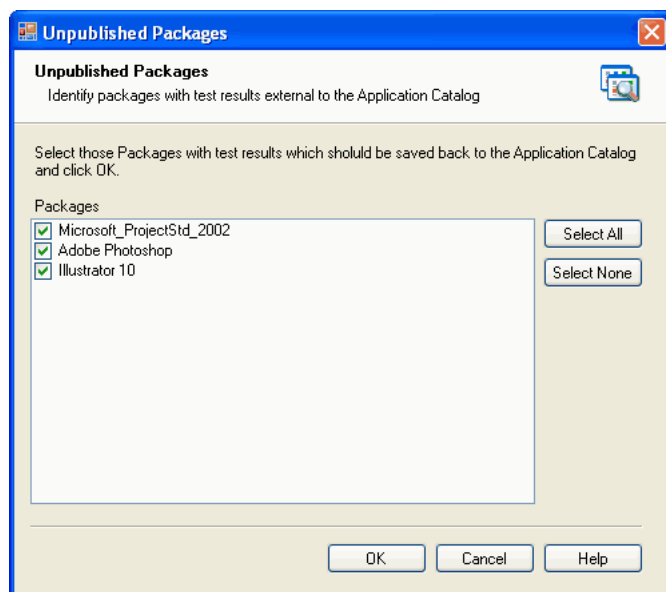 Unpublished Packages
Unpublished Packages
Identify packages with test results external to the Application Catalog
Select those Packages with test results which sholuld be saved back to the Application Catalog
and click OK.
Packages
Microsoft_ProjectStd_2002
Adobe Photoshop
Illustrator 10
Select All
Select None
OK
Cancel
Help